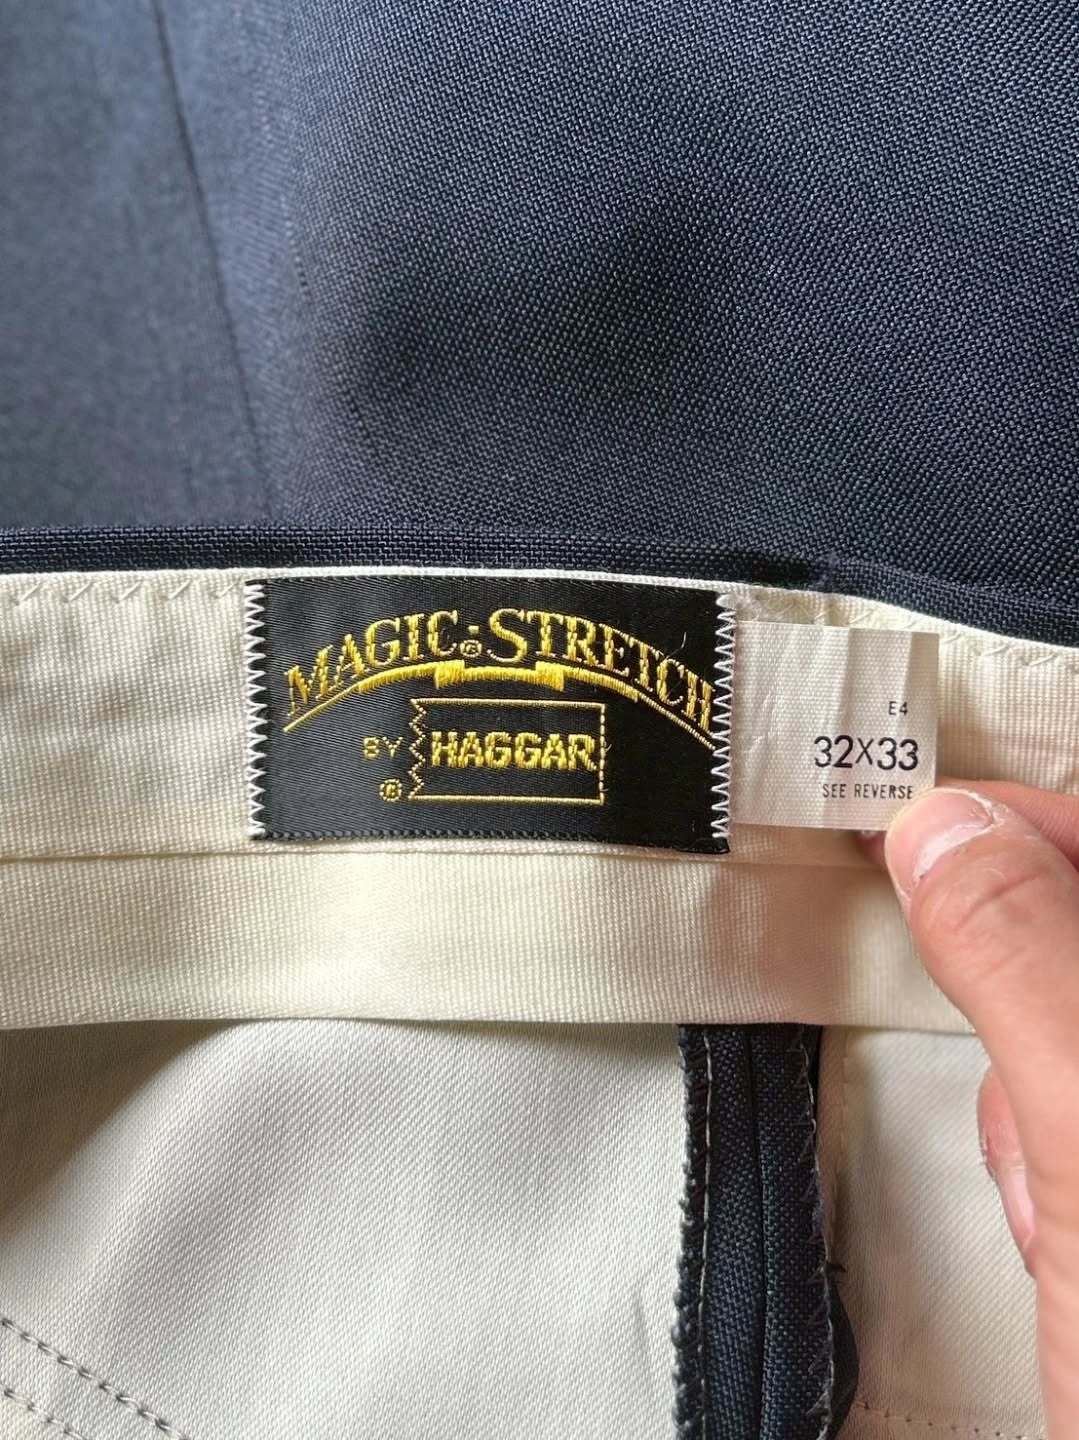 MAGIC® STRETCH
BY HAGGAR
®
E4
32X33
SEE REVERSE